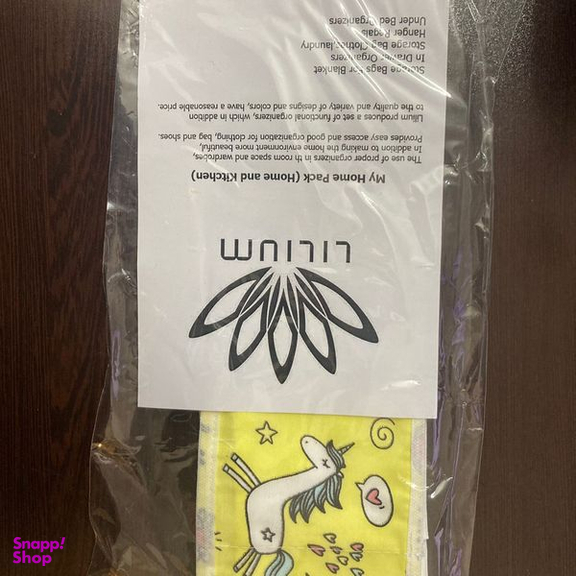 LILIUM
My Home Pack (Home and Kitchen)
The use of proper organizers in th room space and wardrobes,
In addition to making the home environment more beautiful,
Provides easy access and good organization for clothing, bag and shoes.
Lilium produces a set of functional organizers, which in addition
to the quality and variety of designs and colors, have a reasonable price.
Storage Bags For Blanket
In Drawer Organizers
Storage Bag Clothes/laundry
Hanger Regals
Under Bed Organizers
Snapp!
Shop